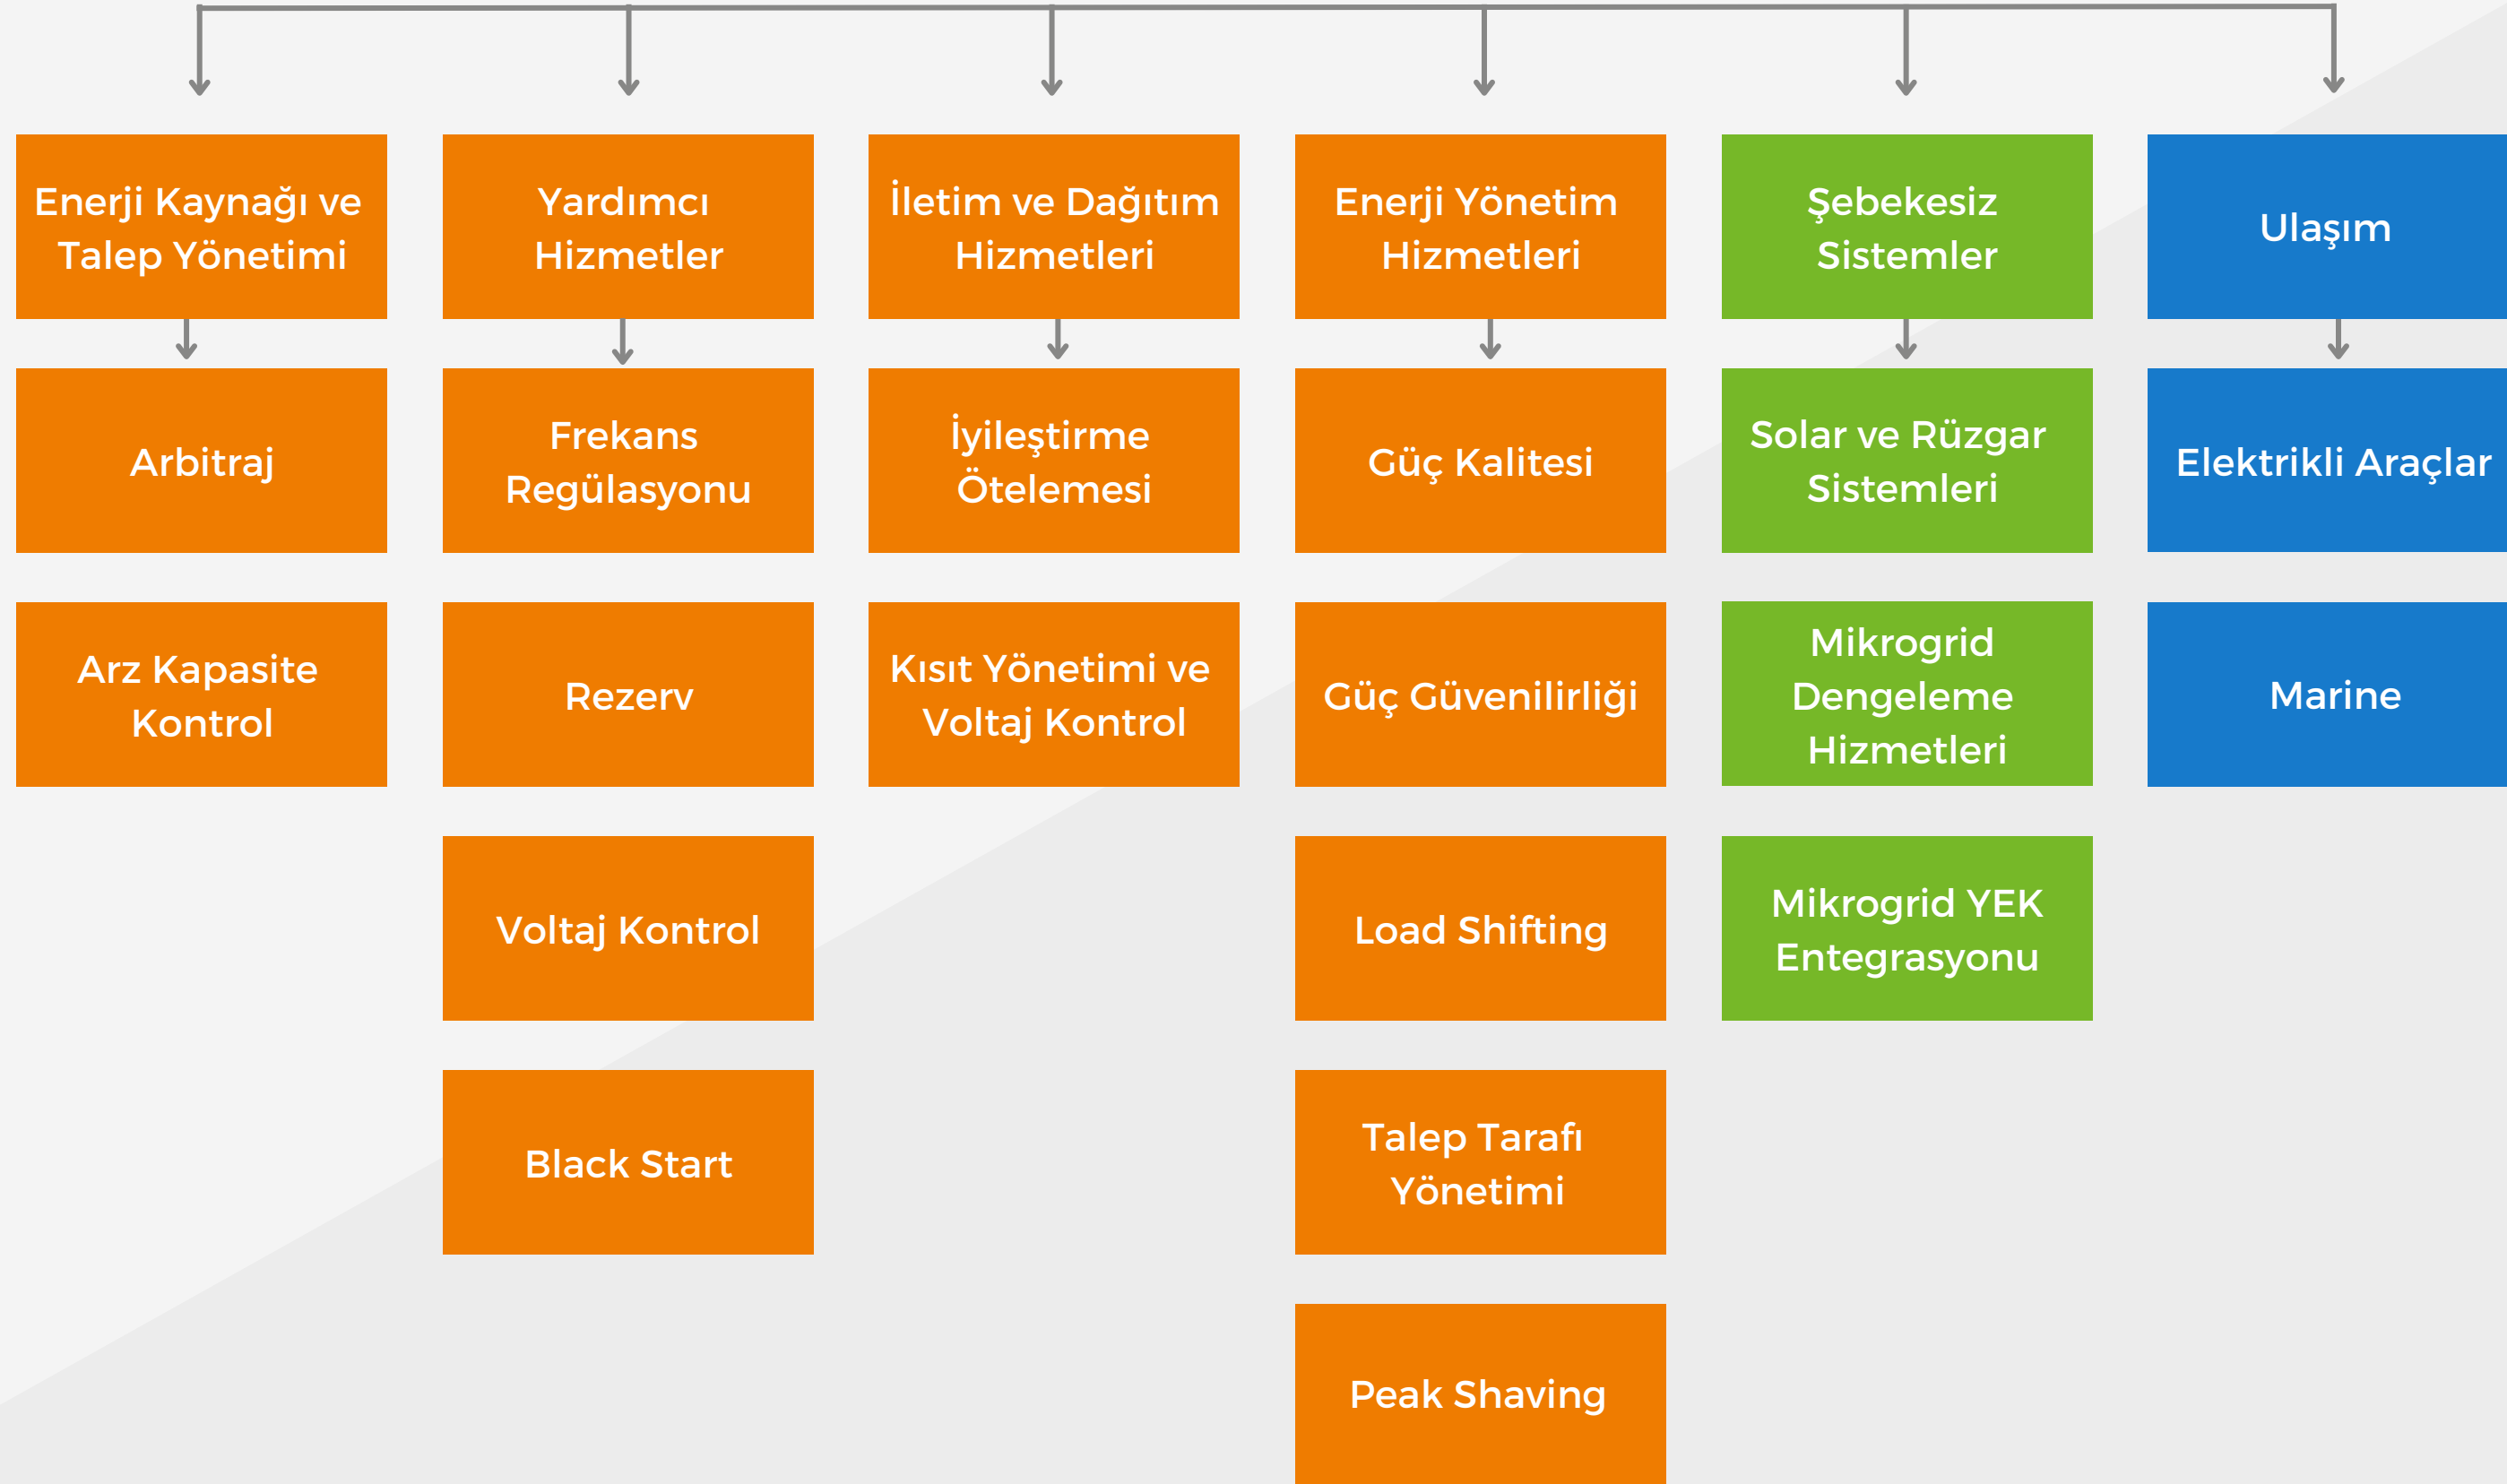 Enerji Kaynağı ve
Talep Yönetimi
Yardımcı
Hizmetler
İletim ve Dağıtım
Hizmetleri
Enerji Yönetim
Hizmetleri
Şebekesiz
Sistemler
Ulaşım
Arbitraj
Frekans
Regülasyonu
İyileştirme
Ötelemesi
Güç Kalitesi
Solar ve Rüzgar
Sistemleri
Elektrikli Araçlar
Arz Kapasite
Kontrol
Rezerv
Kısıt Yönetimi ve
Voltaj Kontrol
Güç Güvenilirliği
Mikrogrid
Dengeleme
Hizmetleri
Marine
Voltaj Kontrol
Load Shifting
Mikrogrid YEK
Entegrasyonu
Black Start
Talep Tarafı
Yönetimi
Peak Shaving